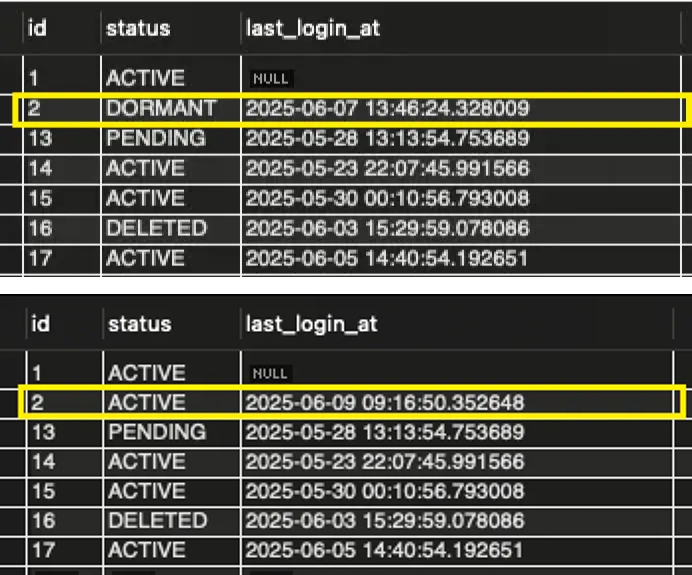 id status last_login_at
1 ACTIVE NULL
2 DORMANT 2025-06-07 13:46:24.328009
13 PENDING 2025-05-28 13:13:54.753689
14 ACTIVE 2025-05-23 22:07:45.991566
15 ACTIVE 2025-05-30 00:10:56.793008
16 DELETED 2025-06-03 15:29:59.078086
17 ACTIVE 2025-06-05 14:40:54.192651
id status last_login_at
1 ACTIVE NULL
2 ACTIVE 2025-06-09 09:16:50.352648
13 PENDING 2025-05-28 13:13:54.753689
14 ACTIVE 2025-05-23 22:07:45.991566
15 ACTIVE 2025-05-30 00:10:56.793008
16 DELETED 2025-06-03 15:29:59.078086
17 ACTIVE 2025-06-05 14:40:54.192651